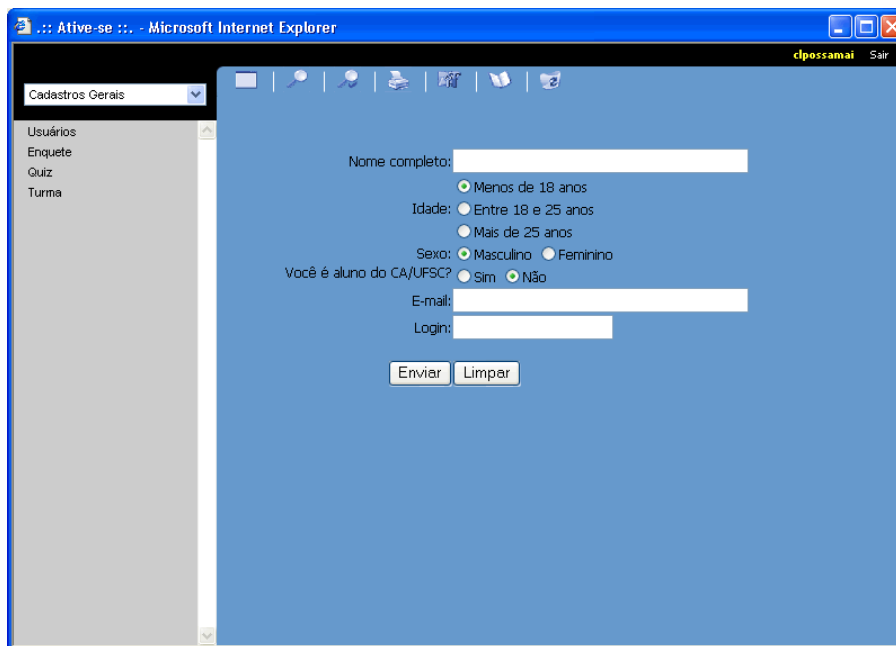 .:: Ative-se ::. - Microsoft Internet Explorer
clpossamai Sair
Cadastros Gerais
Usuários
Enquete
Quiz
Turma
Nome completo:
Menos de 18 anos
Idade: Entre 18 e 25 anos
Mais de 25 anos
Sexo: Masculino Feminino
Você é aluno do CA/UFSC? Sim Não
E-mail:
Login:
Enviar Limpar